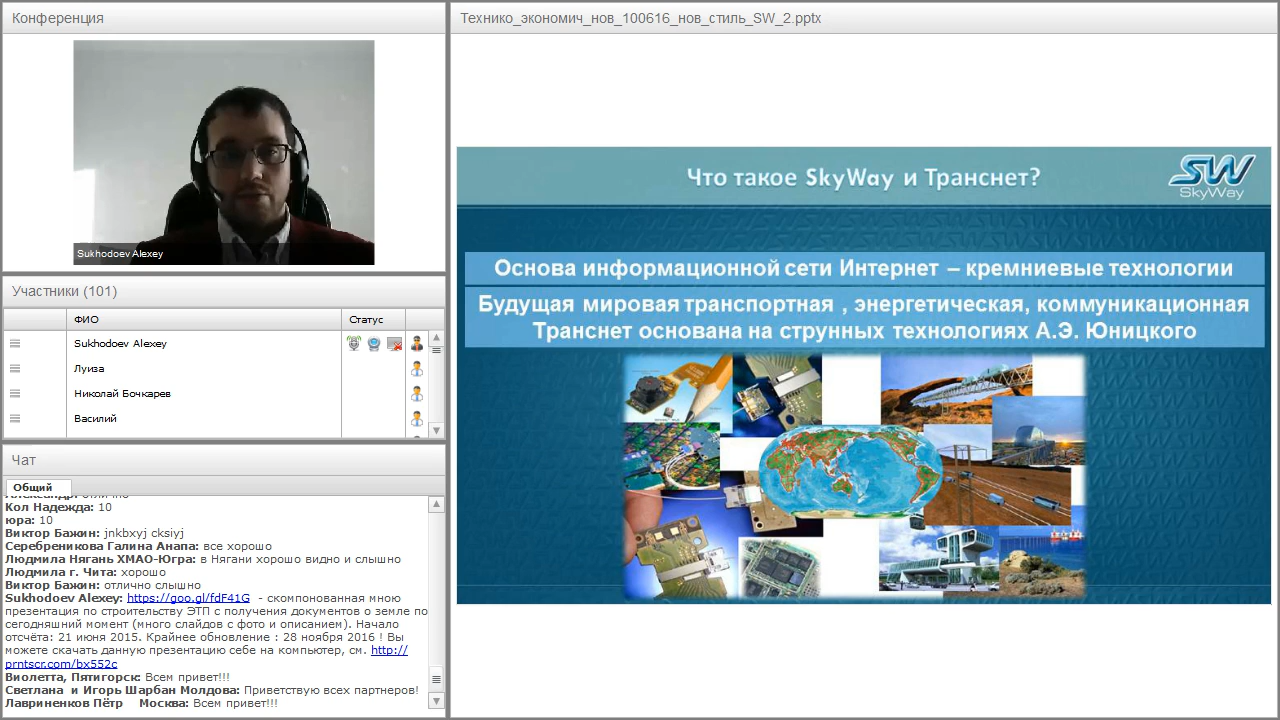 Конференция
Sukhodoev Alexey
Участники (101)
ФИО
Статус
Sukhodoev Alexey
Луиза
Николай Бочкарев
Василий
Чат
Общий
Александр: отлично
Кол Надежда: 10
юра: 10
Виктор Бажин: jnkbxyj cksiyj
Серебреникова Галина Анапа: все хорошо
Людмила Нягань ХМАО-Югра: в Нягани хорошо видно и слышно
Людмила г. Чита: хорошо
Виктор Бажин: отлично слышно
Sukhodoev Alexey: https://goo.gl/fdF41G - скомпонованная мною
презентация по строительству ЭТП с получения документов о земле по
сегодняшний момент (много слайдов с фото и описанием). Начало
отсчёта: 21 июня 2015. Крайнее обновление : 28 ноября 2016 ! Вы
можете скачать данную презентацию себе на компьютер, см. http://
prntscr.com/bx552c
Виолетта, Пятигорск: Всем привет!!!
Светлана и Игорь Шарбан Молдова: Приветствую всех партнеров!
Лавриненков Пётр Москва: Всем привет!!!
Технико_экономич_нов_100616_нов_стиль_SW_2.pptx
Что такое SkyWay и Транснет?
SW
SkyWay
Основа информационной сети Интернет – кремниевые технологии
Будущая мировая транспортная , энергетическая, коммуникационная
Транснет основана на струнных технологиях А.Э. Юницкого